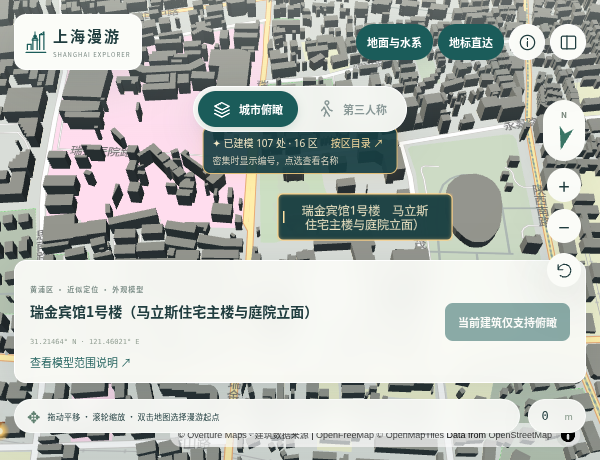 上海漫游
SHANGHAI EXPLORER
地面与水系
地标直达
城市俯瞰
第三人称
N
✦ 已建模 107 处 · 16 区 按区目录 ↗
密集时显示编号，点选查看名称
瑞金宾馆1号楼 马立斯
住宅主楼与庭院立面）
+
−
黄浦区 · 近似定位 · 外观模型
瑞金宾馆1号楼（马立斯住宅主楼与庭院立面）
31.21464° N · 121.46021° E
查看模型范围说明 ↗
当前建筑仅支持俯瞰
拖动平移 · 滚轮缩放 · 双击地图选择漫游起点
0 m
© Overture Maps · 建筑数据来源 | OpenFreeMap © OpenMapTiles Data from OpenStreetMap